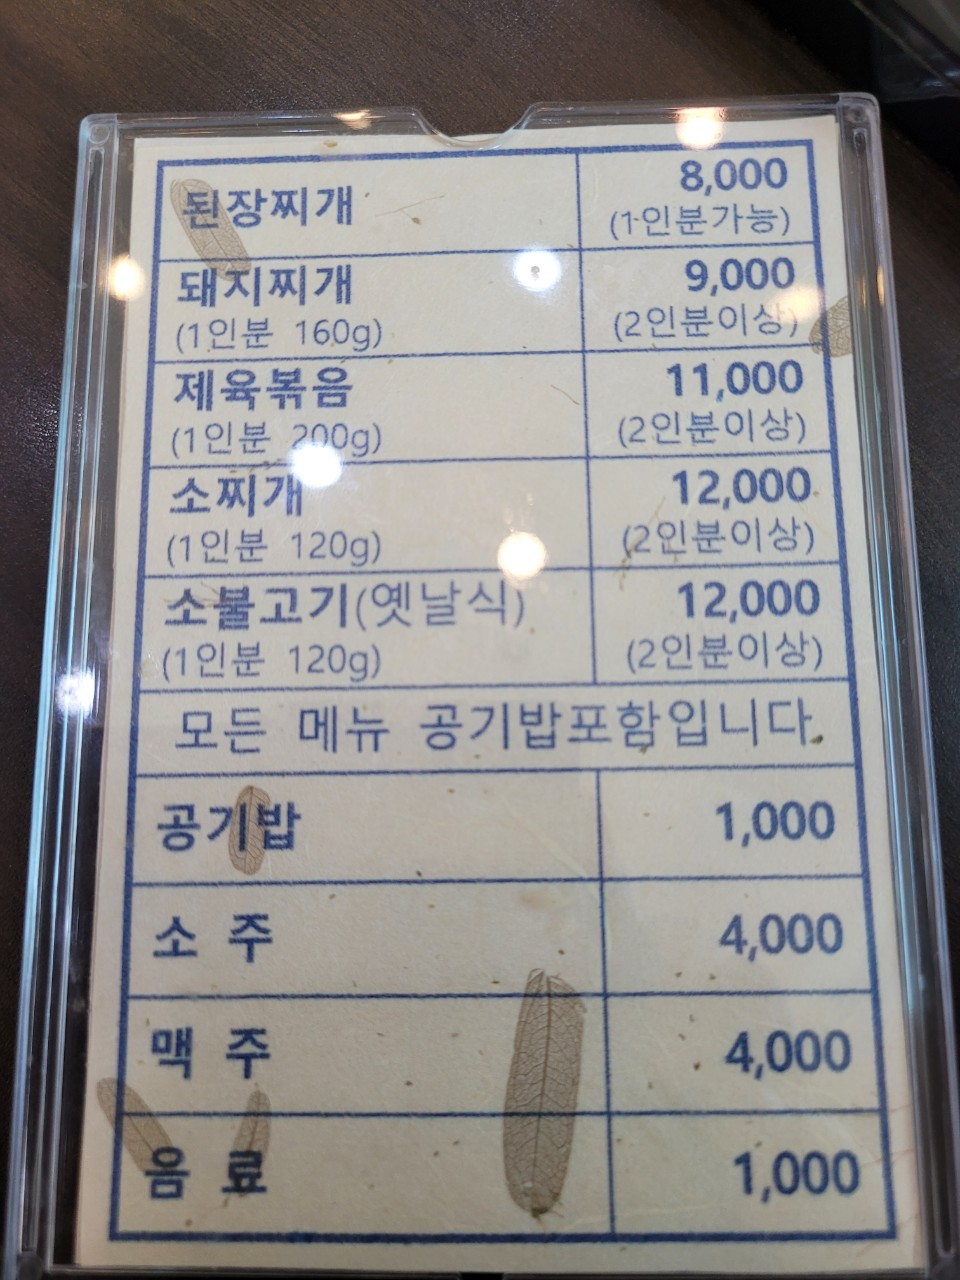 된장찌개 8,000
(1인분가능)
돼지찌개 9,000
(1인분 160g) (2인분이상)
제육볶음 11,000
(1인분 200g) (2인분이상)
소찌개 12,000
(1인분 120g) (2인분이상)
소불고기(옛날식) 12,000
(1인분 120g) (2인분이상)
모든 메뉴 공기밥포함입니다.
공기밥 1,000
소 주 4,000
맥 주 4,000
음 료 1,000